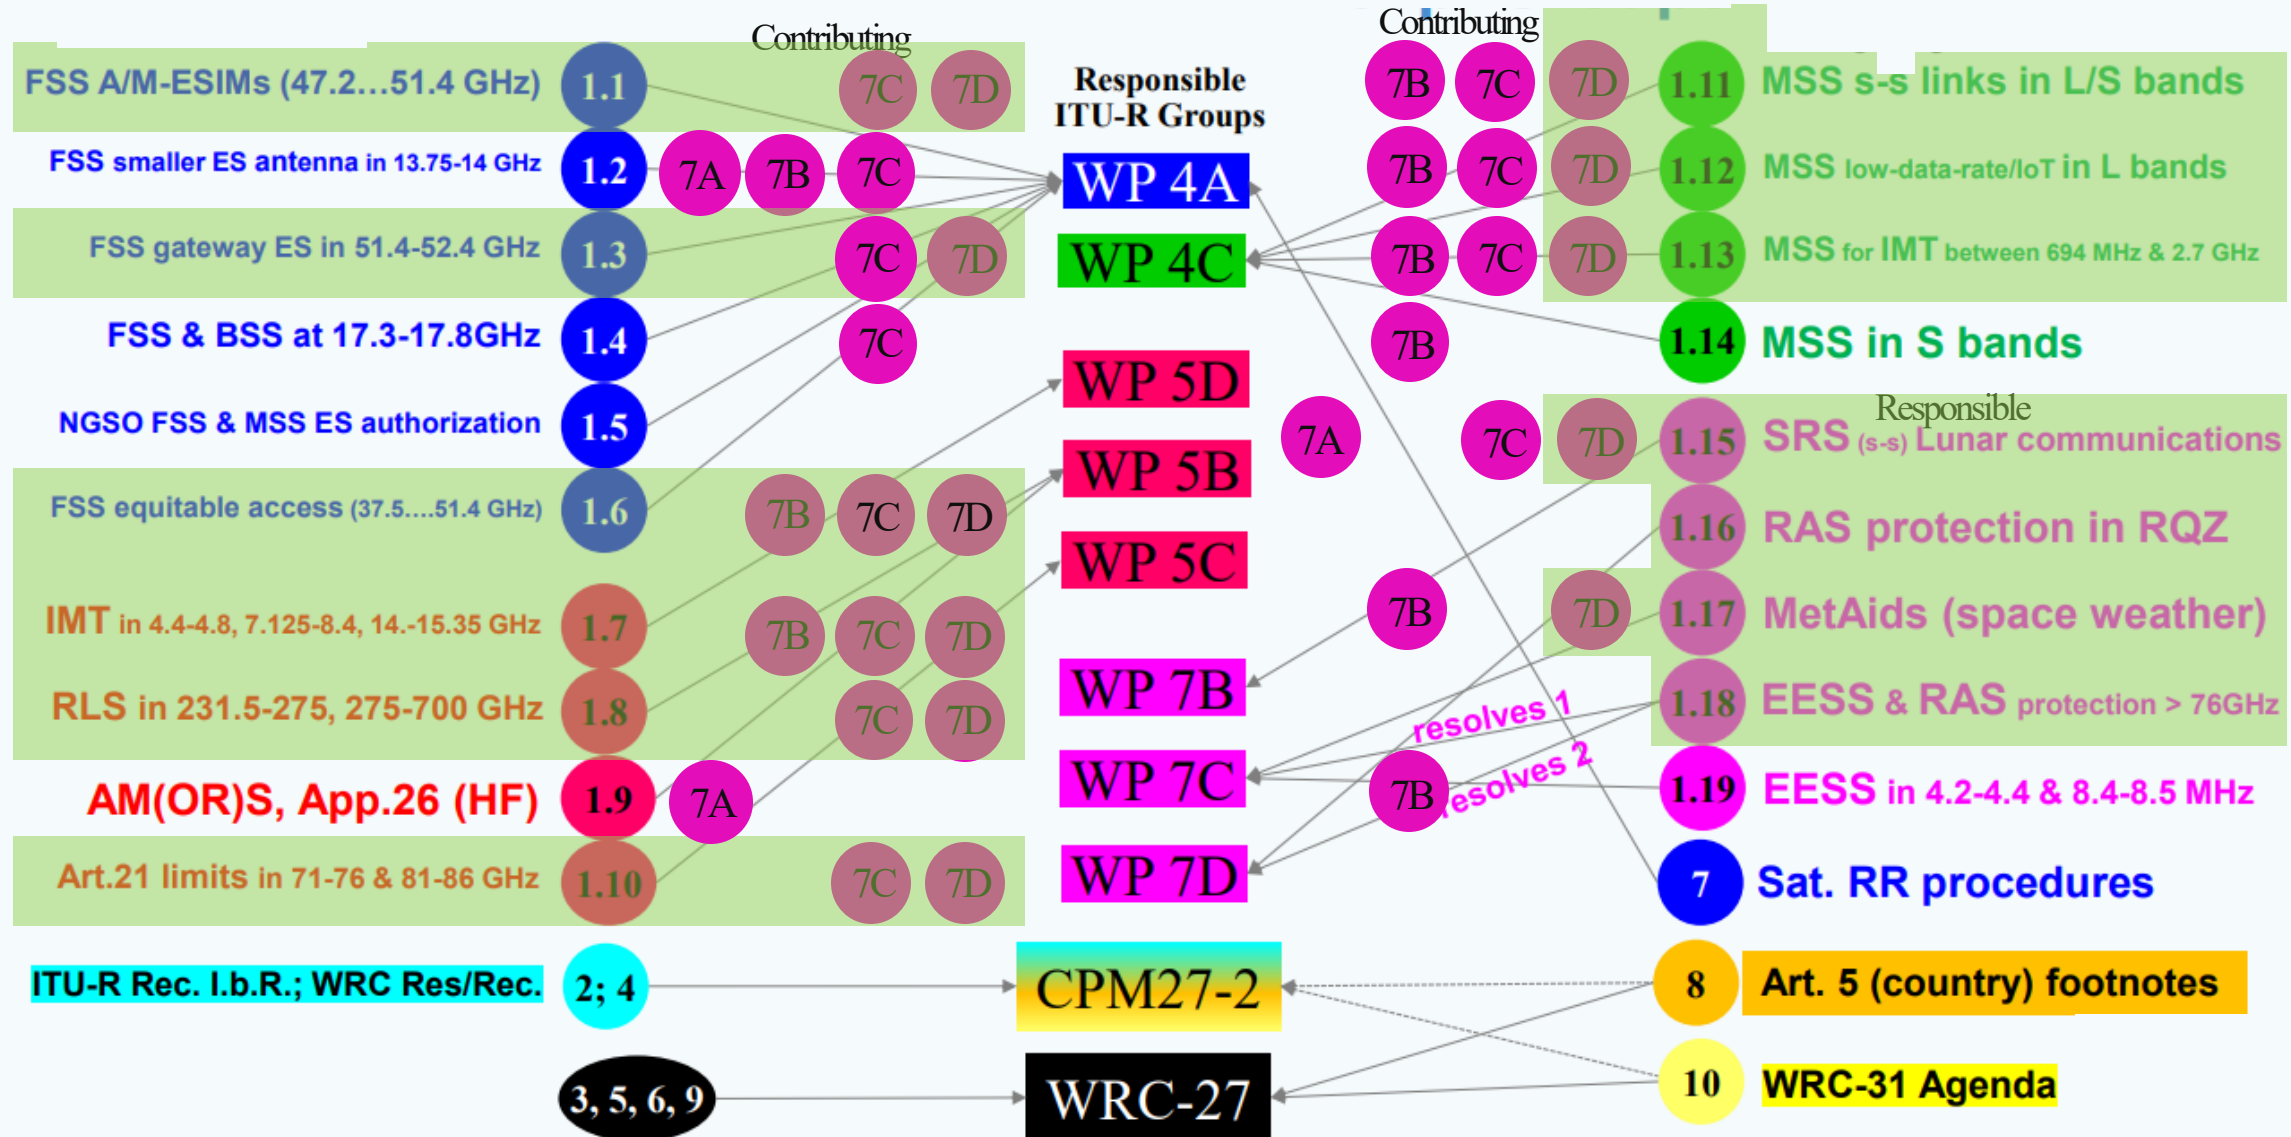 Contributing
FSS A/M-ESIMs (47.2…51.4 GHz) 1.1 7C 7D
FSS smaller ES antenna in 13.75-14 GHz 1.2 7A 7B 7C
FSS gateway ES in 51.4-52.4 GHz 1.3 7C 7D
FSS & BSS at 17.3-17.8GHz 1.4 7C
NGSO FSS & MSS ES authorization 1.5
FSS equitable access (37.5….51.4 GHz) 1.6 7B 7C 7D
IMT in 4.4-4.8, 7.125-8.4, 14.-15.35 GHz 1.7 7B 7C 7D
RLS in 231.5-275, 275-700 GHz 1.8 7C 7D
AM(OR)S, App.26 (HF) 1.9 7A
Art.21 limits in 71-76 & 81-86 GHz 1.10 7C 7D
ITU-R Rec. I.b.R.; WRC Res/Rec. 2; 4
3, 5, 6, 9
Responsible
ITU-R Groups
WP 4A
WP 4C
WP 5D
WP 5B
WP 5C
WP 7B
WP 7C
WP 7D
CPM27-2
WRC-27
Contributing
7B 7C 7D 1.11 MSS s-s links in L/S bands
7B 7C 7D 1.12 MSS low-data-rate/IoT in L bands
7B 7C 7D 1.13 MSS for IMT between 694 MHz & 2.7 GHz
7B 1.14 MSS in S bands
Responsible
7A 7C 7D 1.15 SRS (s-s) Lunar communications
1.16 RAS protection in RQZ
7B 7D 1.17 MetAids (space weather)
1.18 EESS & RAS protection > 76GHz
resolves 1
resolves 2
7B 1.19 EESS in 4.2-4.4 & 8.4-8.5 MHz
7 Sat. RR procedures
8 Art. 5 (country) footnotes
10 WRC-31 Agenda